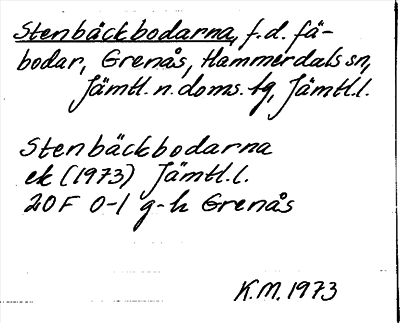 Stenbäckbodarna, f.d. fä-
bodar, Grenås, Hammerdals sn,
Jämtl. n. doms. tg, Jämtl.l.
Stenbäckbodarna
ek (1973) Jämtl.l.
20F 0-1 g-h Grenås
K.M. 1973